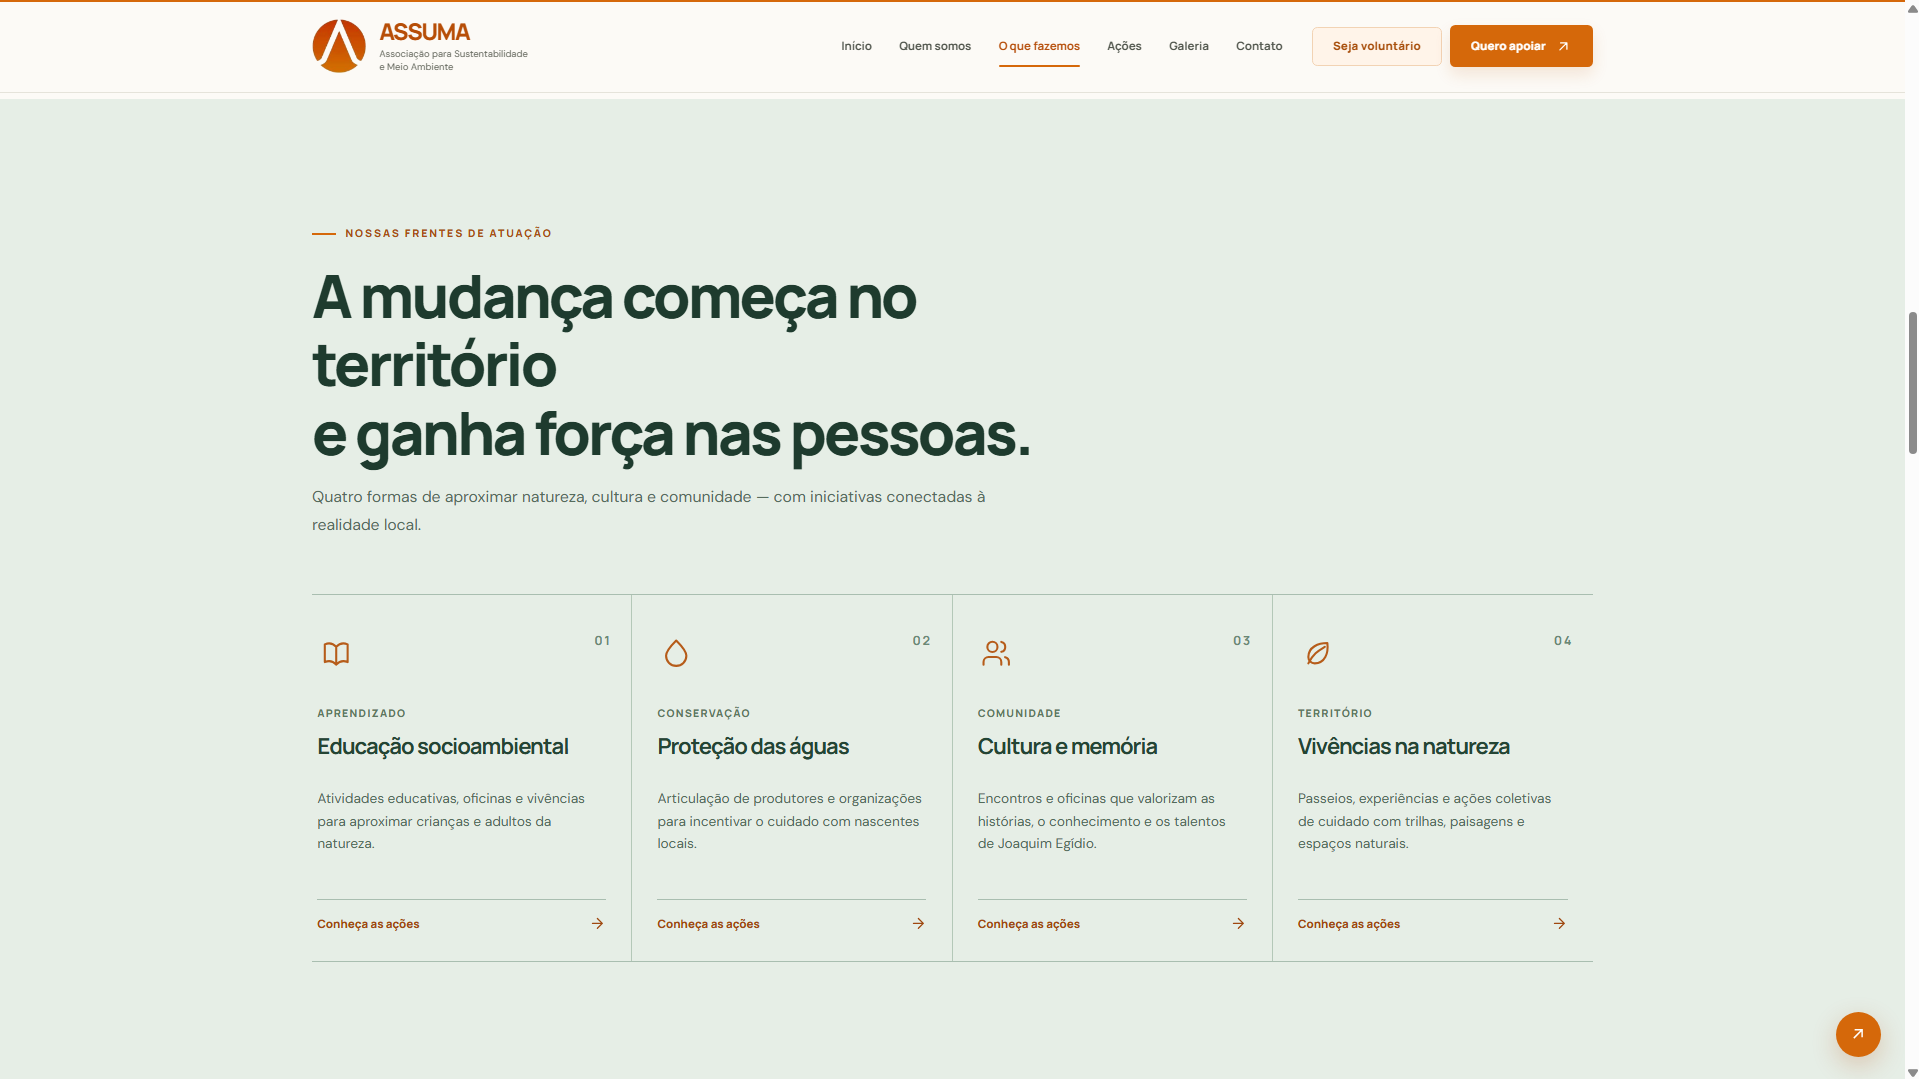 ASSUMA
Associação para Sustentabilidade
e Meio Ambiente
Início
Quem somos
O que fazemos
Ações
Galeria
Contato
Seja voluntário
Quero apoiar
NOSSAS FRENTES DE ATUAÇÃO
A mudança começa no
território
e ganha força nas pessoas.
Quatro formas de aproximar natureza, cultura e comunidade — com iniciativas conectadas à
realidade local.
01
APRENDIZADO
Educação socioambiental
Atividades educativas, oficinas e vivências
para aproximar crianças e adultos da
natureza.
Conheça as ações
02
CONSERVAÇÃO
Proteção das águas
Articulação de produtores e organizações
para incentivar o cuidado com nascentes
locais.
Conheça as ações
03
COMUNIDADE
Cultura e memória
Encontros e oficinas que valorizam as
histórias, o conhecimento e os talentos
de Joaquim Egídio.
Conheça as ações
04
TERRITÓRIO
Vivências na natureza
Passeios, experiências e ações coletivas
de cuidado com trilhas, paisagens e
espaços naturais.
Conheça as ações